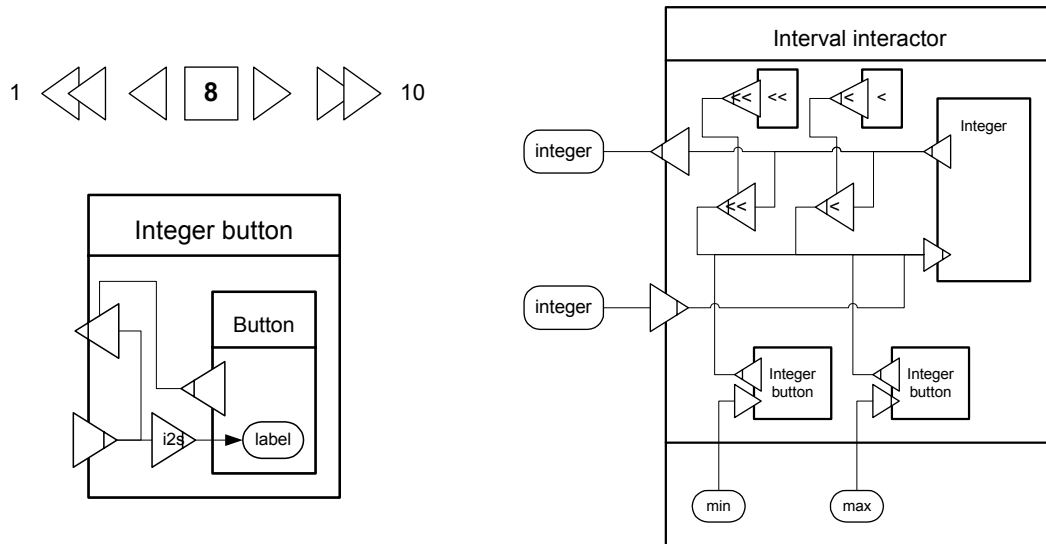 1
8
10
Integer button
Button
i2s
label
Interval interactor
<< << < <
Integer
integer
<< <
integer
Integer
button
Integer
button
min
max